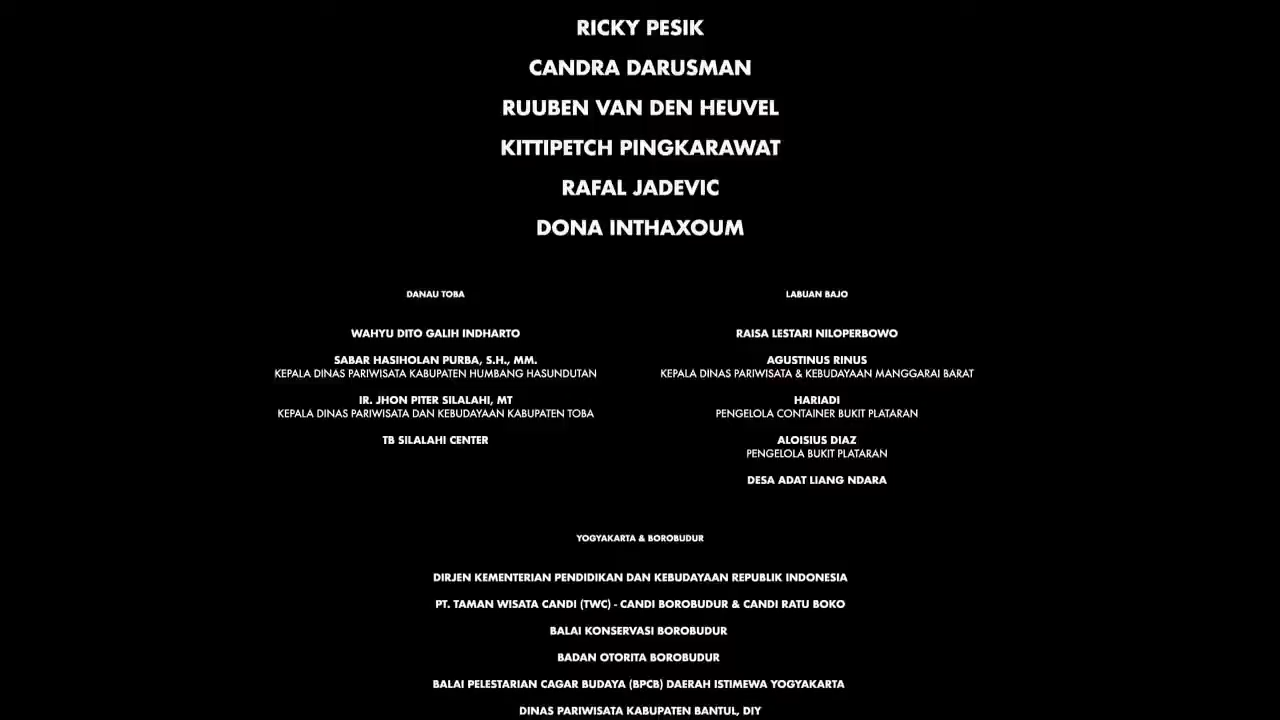 RICKY PESIK
CANDRA DARUSMAN
RUUBEN VAN DEN HEUVEL
KITTIPETCH PINGKARAWAT
RAFAL JADEVIC
DONA INTHAXOUM
DANAU TOBA
WAHYU DITO GALIH INDHARTO
SABAR HASIHOLAN PURBA, S.H., MM.
KEPALA DINAS PARIWISATA KABUPATEN HUMBANG HASUNDUTAN
IR. JHON PITER SILALAHI, MT
KEPALA DINAS PARIWISATA DAN KEBUDAYAAN KABUPATEN TOBA
TB SILALAHI CENTER
LABUAN BAJO
RAISA LESTARI NILOPERBOWO
AGUSTINUS RINUS
KEPALA DINAS PARIWISATA & KEBUDAYAAN MANGGARAI BARAT
HARIADI
PENGELOLA CONTAINER BUKIT PLATARAN
ALOISIUS DIAZ
PENGELOLA BUKIT PLATARAN
DESA ADAT LIANG NDARA
YOGYAKARTA & BOROBUDUR
DIRJEN KEMENTERIAN PENDIDIKAN DAN KEBUDAYAAN REPUBLIK INDONESIA
PT. TAMAN WISATA CANDI (TWC) - CANDI BOROBUDUR & CANDI RATU BOKO
BALAI KONSERVASI BOROBUDUR
BADAN OTORITA BOROBUDUR
BALAI PELESTARIAN CAGAR BUDAYA (BPCB) DAERAH ISTIMEWA YOGYAKARTA
DINAS PARIWISATA KABUPATEN BANTUL, DIY